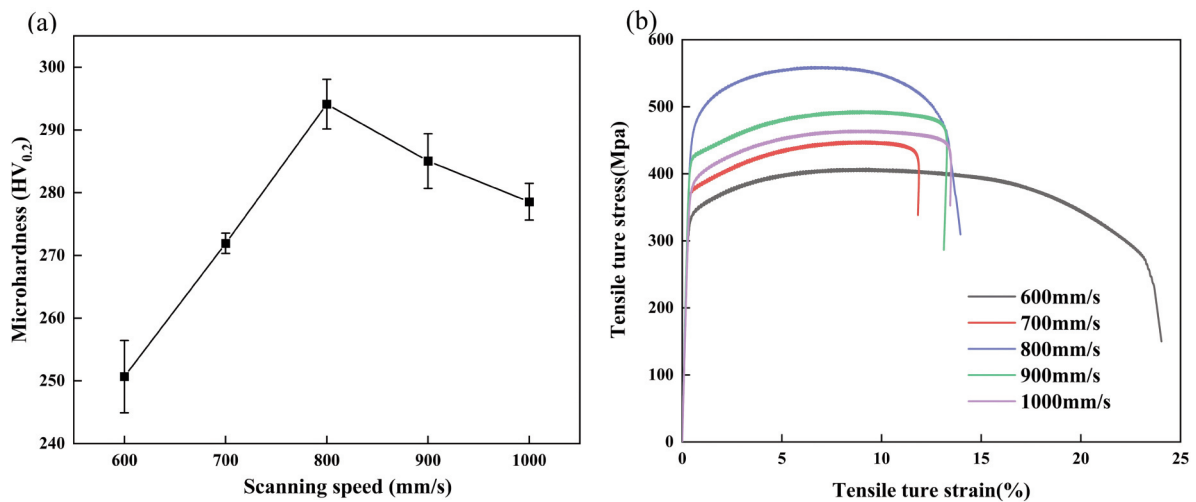 (a)
Microhardness (HV0.2)
300
290
280
270
260
250
240
600 700 800 900 1000
Scanning speed (mm/s)
(b)
Tensile ture stress(Mpa)
600
500
400
300
200
100
0
600mm/s
700mm/s
800mm/s
900mm/s
1000mm/s
0 5 10 15 20 25
Tensile ture strain(%)